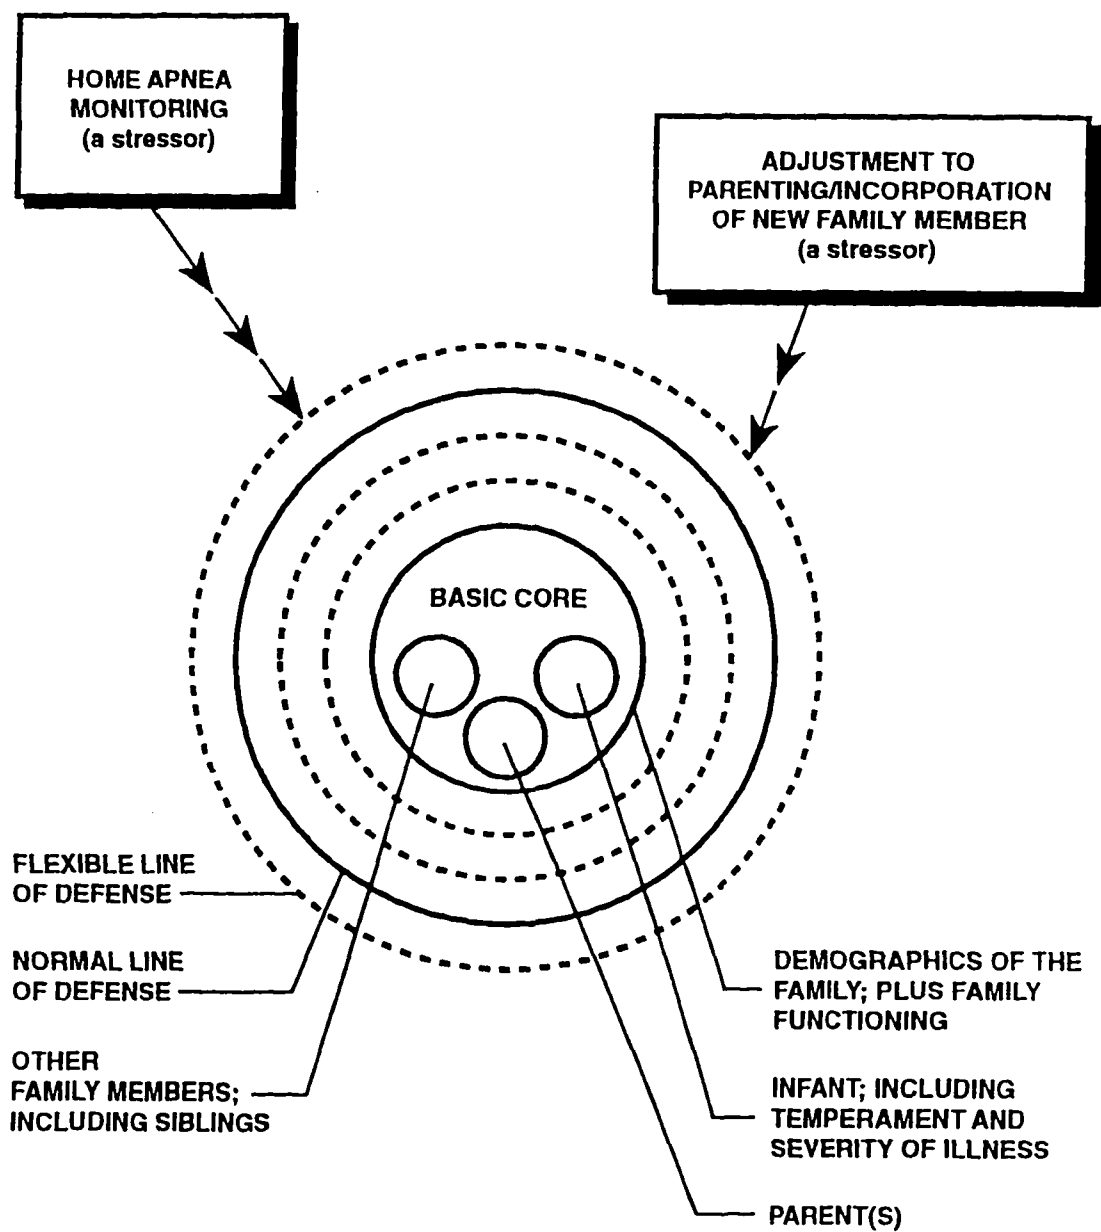 HOME APNEA
MONITORING
(a stressor)
ADJUSTMENT TO
PARENTING/INCORPORATION
OF NEW FAMILY MEMBER
(a stressor)
BASIC CORE
FLEXIBLE LINE
OF DEFENSE
NORMAL LINE
OF DEFENSE
OTHER
FAMILY MEMBERS;
INCLUDING SIBLINGS
DEMOGRAPHICS OF THE
FAMILY; PLUS FAMILY
FUNCTIONING
INFANT; INCLUDING
TEMPERAMENT AND
SEVERITY OF ILLNESS
PARENT(S)